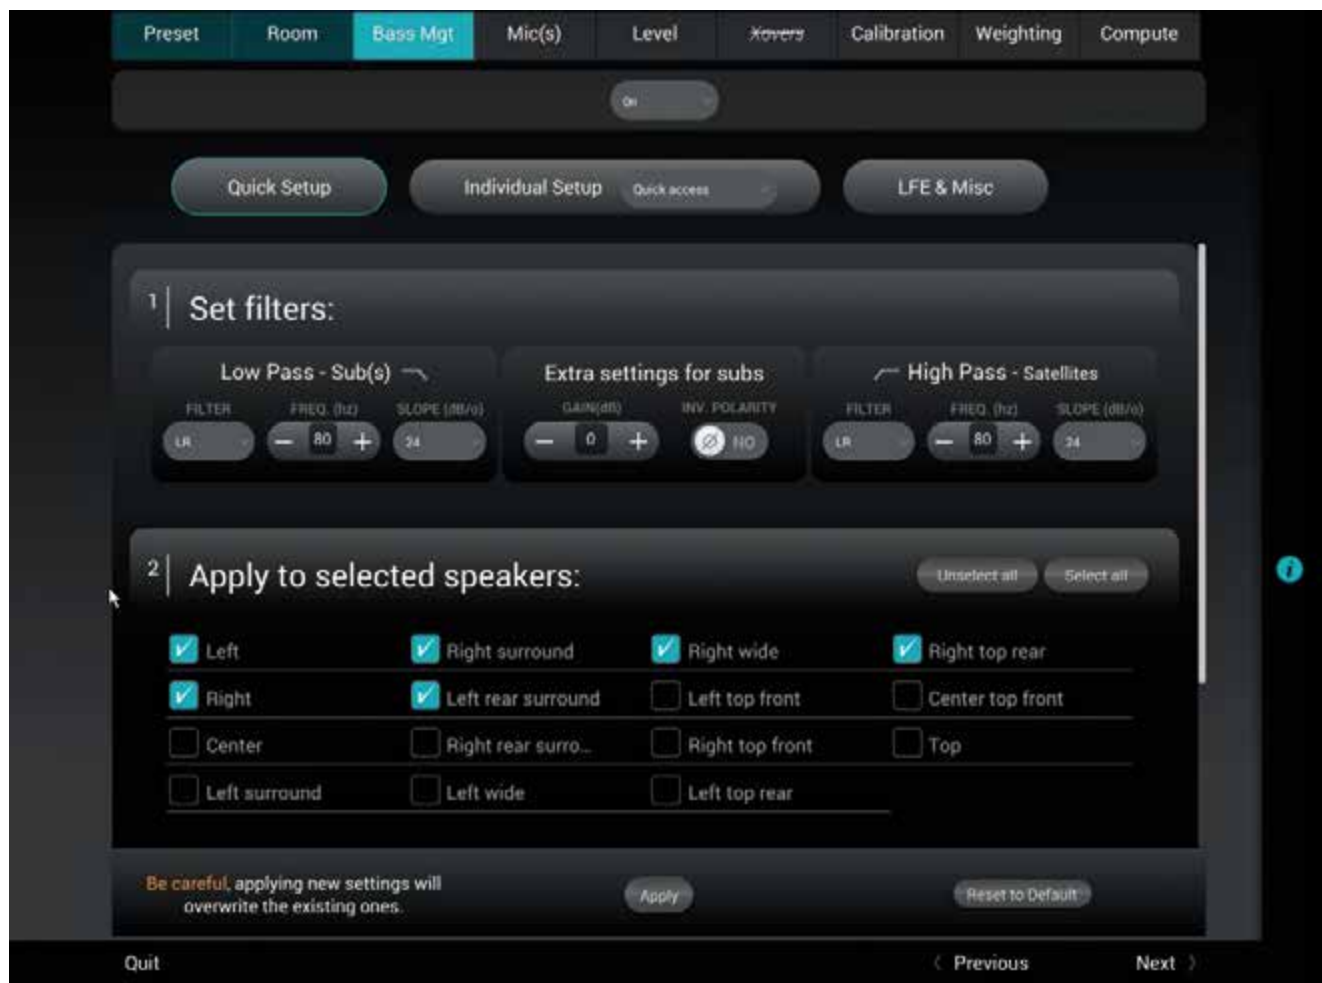 Preset Room Bass Mgt Mic(s) Level Xovers Calibration Weighting Compute
On
Quick Setup Individual Setup Quick access LFE & Misc
1 Set filters:
Low Pass - Sub(s) Extra settings for subs High Pass - Satellites
FILTER FREQ. (hz) SLOPE (dB/o) GAIN(dB) INV. POLARITY FILTER FREQ. (hz) SLOPE (dB/o)
LR − 80 + 24 − 0 + Ø NO LR − 80 + 24
2 Apply to selected speakers: Unselect all Select all
Left Right surround Right wide Right top rear
Right Left rear surround Left top front Center top front
Center Right rear surro... Right top front Top
Left surround Left wide Left top rear
Be careful, applying new settings will
overwrite the existing ones.
Apply Reset to Default
i
Quit Previous Next